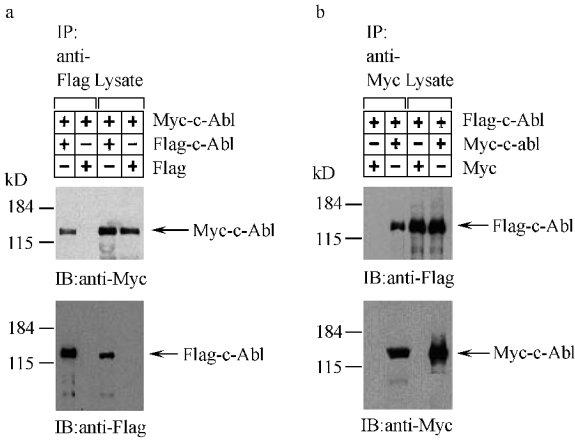 a
IP:
anti-
Flag Lysate
+ + + + Myc-c-Abl
+ − + − Flag-c-Abl
− + − + Flag
kD
184
115
Myc-c-Abl
IB:anti-Myc
184
115
Flag-c-Abl
IB:anti-Flag
b
IP:
anti-
Myc Lysate
+ + + + Flag-c-Abl
− + − + Myc-c-abl
+ − + − Myc
kD
184
115
Flag-c-Abl
IB:anti-Flag
184
115
Myc-c-Abl
IB:anti-Myc